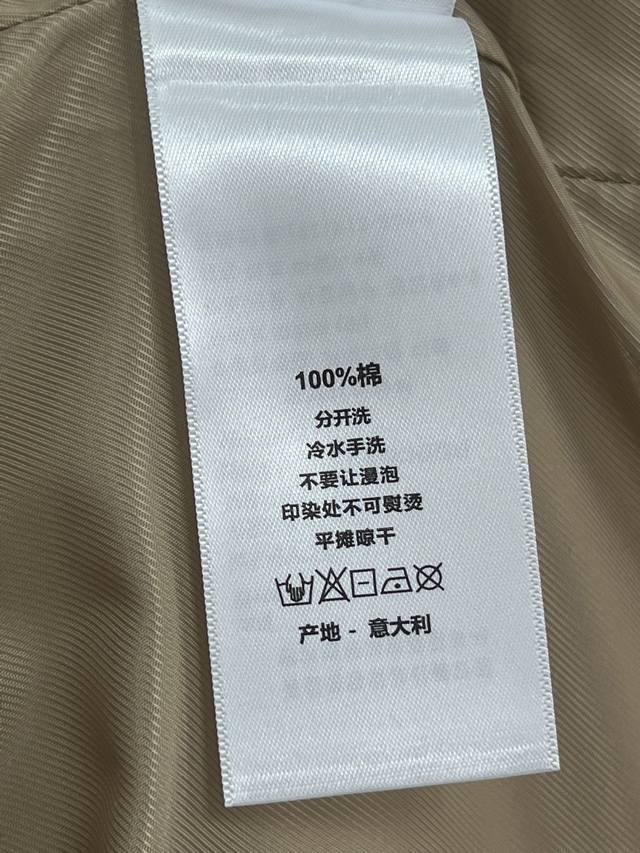 100%棉
分开洗
冷水手洗
不要让漫泡
印染处不可熨烫
平摊晾干
产地 - 意大利